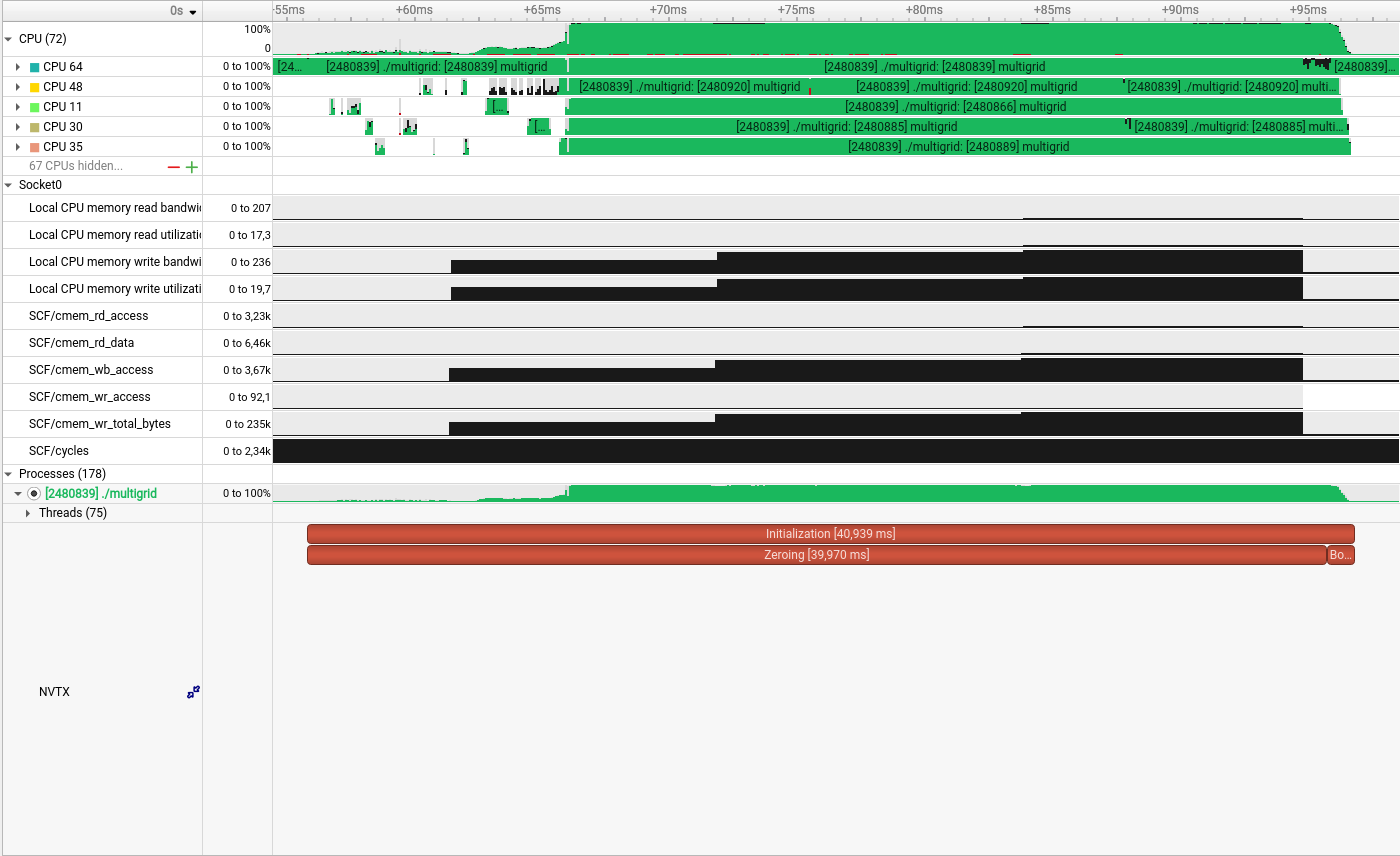 0s -55ms +60ms +65ms +70ms +75ms +80ms +85ms +90ms +95ms
CPU (72) 100%
0
CPU 64 0 to 100% [24... [2480839] ./multigrid: [2480839] multigrid [2480839] ./multigrid: [2480839] multigrid [2480839]...
CPU 48 0 to 100% [2480839] ./multigrid: [2480920] multigrid [2480839] ./multigrid: [2480920] multigrid [2480839] ./multigrid: [2480920] multi...
CPU 11 0 to 100% [... [2480839] ./multigrid: [2480866] multigrid
CPU 30 0 to 100% [... [2480839] ./multigrid: [2480885] multigrid [2480839] ./multigrid: [2480885] multi...
CPU 35 0 to 100% [2480839] ./multigrid: [2480889] multigrid
67 CPUs hidden...
Socket0
Local CPU memory read bandwi 0 to 207
Local CPU memory read utilizati 0 to 17,3
Local CPU memory write bandwi 0 to 236
Local CPU memory write utilizati 0 to 19,7
SCF/cmem_rd_access 0 to 3,23k
SCF/cmem_rd_data 0 to 6,46k
SCF/cmem_wb_access 0 to 3,67k
SCF/cmem_wr_access 0 to 92,1
SCF/cmem_wr_total_bytes 0 to 235k
SCF/cycles 0 to 2,34k
Processes (178)
[2480839] ./multigrid 0 to 100%
Threads (75)
Initialization [40,939 ms]
Zeroing [39,970 ms] Bo...
NVTX